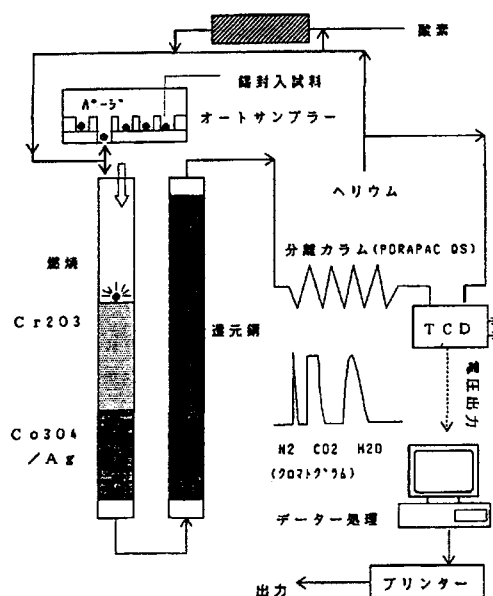 酸素
錫封入試料
パージ
オートサンプラー
ヘリウム
分離カラム(PORAPAC QS)
燃焼
Cr2O3
還元銅
TCD
電圧出力
Co3O4
/Ag
N2 CO2 H2O
(クロマトグラム)
データー処理
プリンター
出力